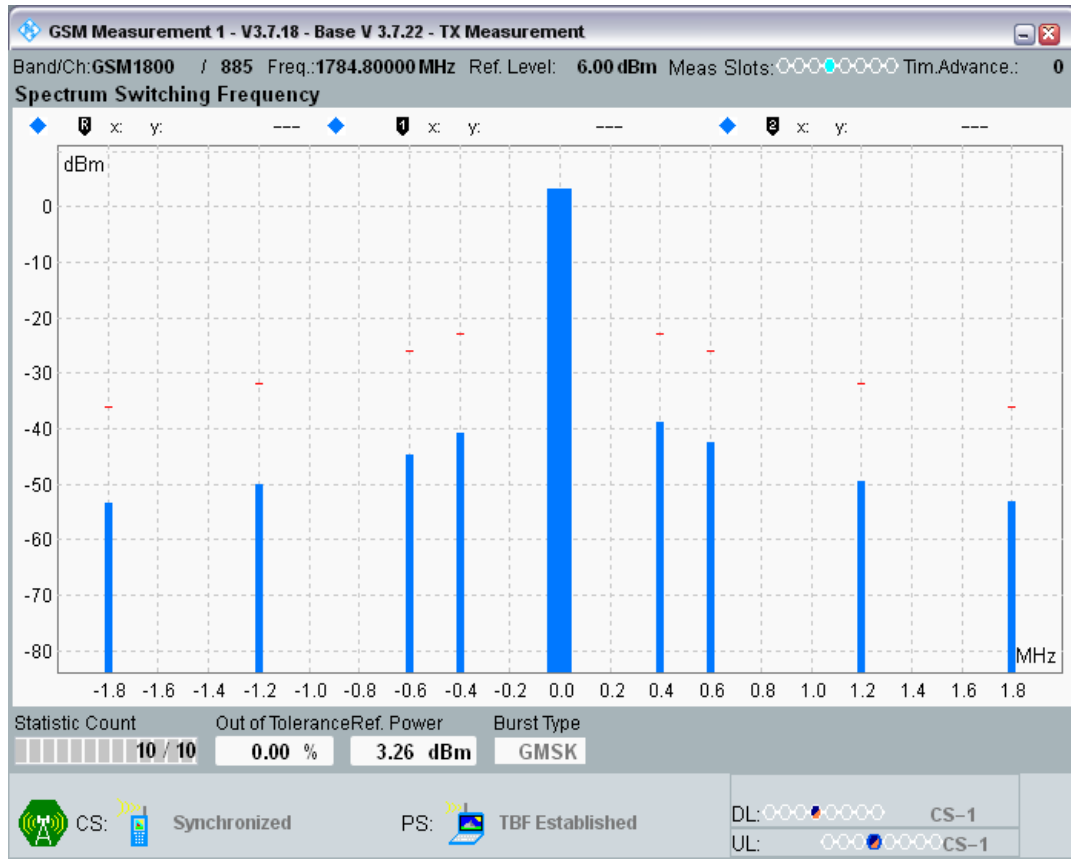 GSM Measurement 1 - V3.7.18 - Base V 3.7.22 - TX Measurement
Band/Ch:GSM1800 / 885 Freq.:1784.80000 MHz Ref. Level: 6.00 dBm Meas Slots: Tim.Advance.: 0
Spectrum Switching Frequency
R x: y: --- 1 x: y: --- 2 x: y: ---
dBm
0
-10
-20
-30
-40
-50
-60
-70
-80
MHz
-1.8 -1.6 -1.4 -1.2 -1.0 -0.8 -0.6 -0.4 -0.2 0.0 0.2 0.4 0.6 0.8 1.0 1.2 1.4 1.6 1.8
Statistic Count Out of Tolerance Ref. Power Burst Type
10 / 10 0.00 % 3.26 dBm GMSK
CS: Synchronized PS: TBF Established
DL: CS-1
UL: CS-1